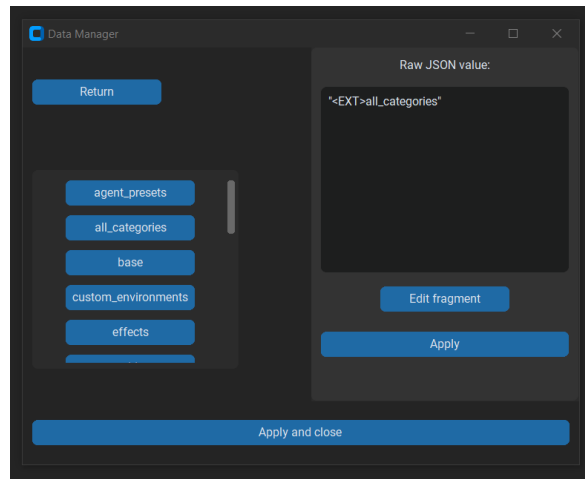 Data Manager
Raw JSON value:
Return
"<EXT>all_categories"
agent_presets
all_categories
base
custom_environments
effects
Edit fragment
Apply
Apply and close